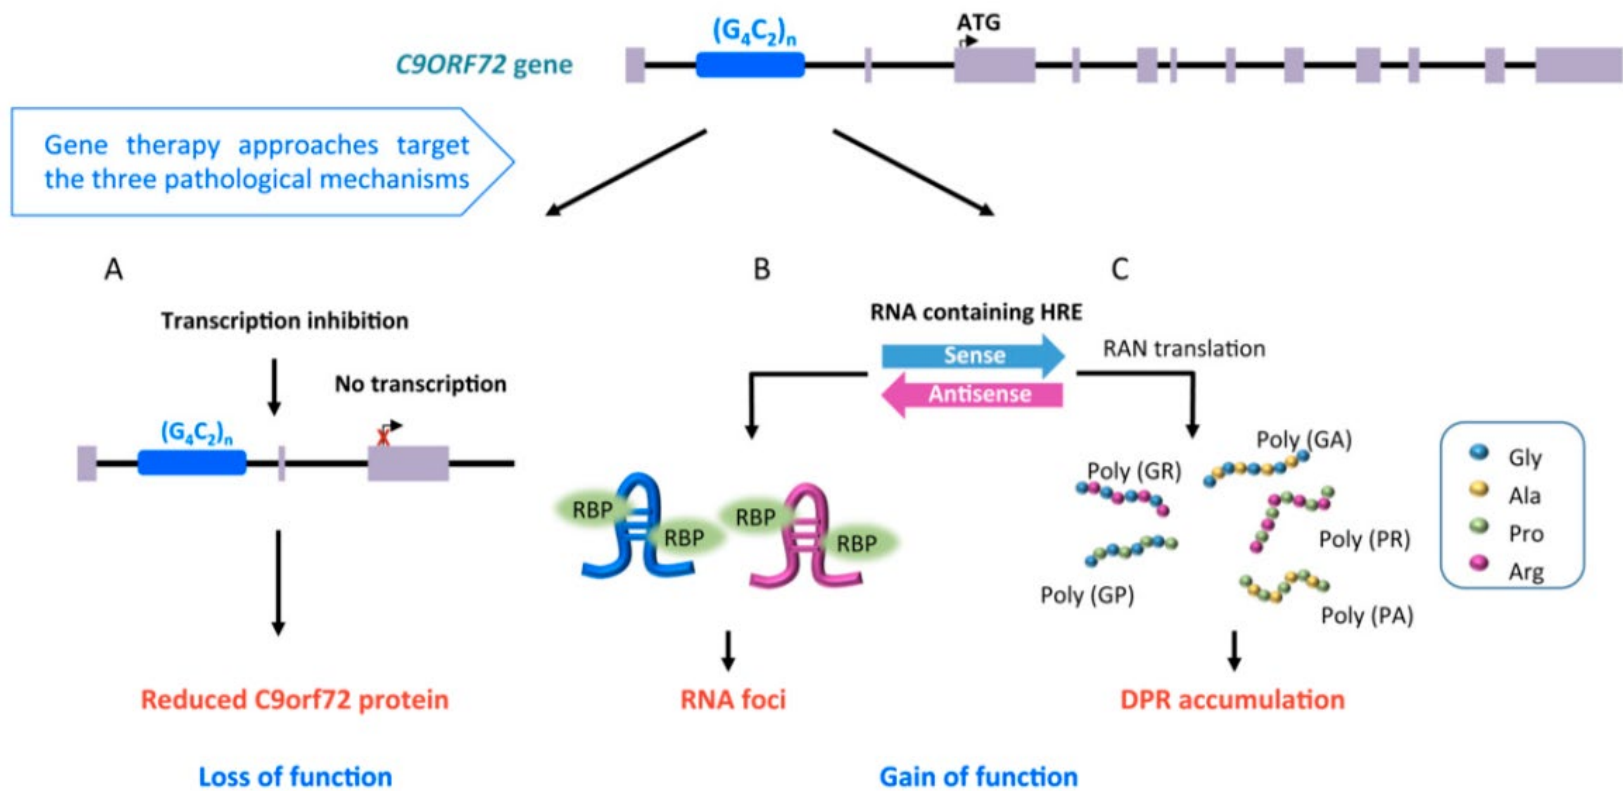 (G4C2)n
ATG
C9ORF72 gene
Gene therapy approaches target
the three pathological mechanisms
A
B
C
Transcription inhibition
No transcription
(G4C2)n
X
RNA containing HRE
Sense
Antisense
RAN translation
RBP
RBP
RBP
RBP
Poly (GA)
Poly (GR)
Poly (PR)
Poly (GP)
Poly (PA)
Gly
Ala
Pro
Arg
Reduced C9orf72 protein
RNA foci
DPR accumulation
Loss of function
Gain of function